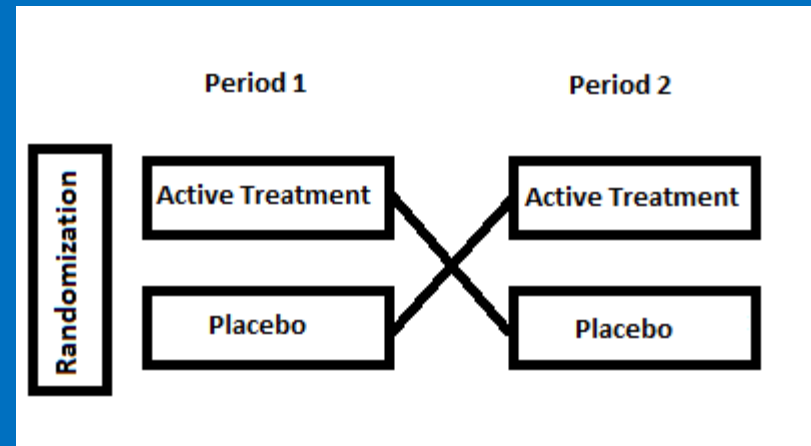 Period 1
Period 2
Randomization
Active Treatment
Active Treatment
Placebo
Placebo